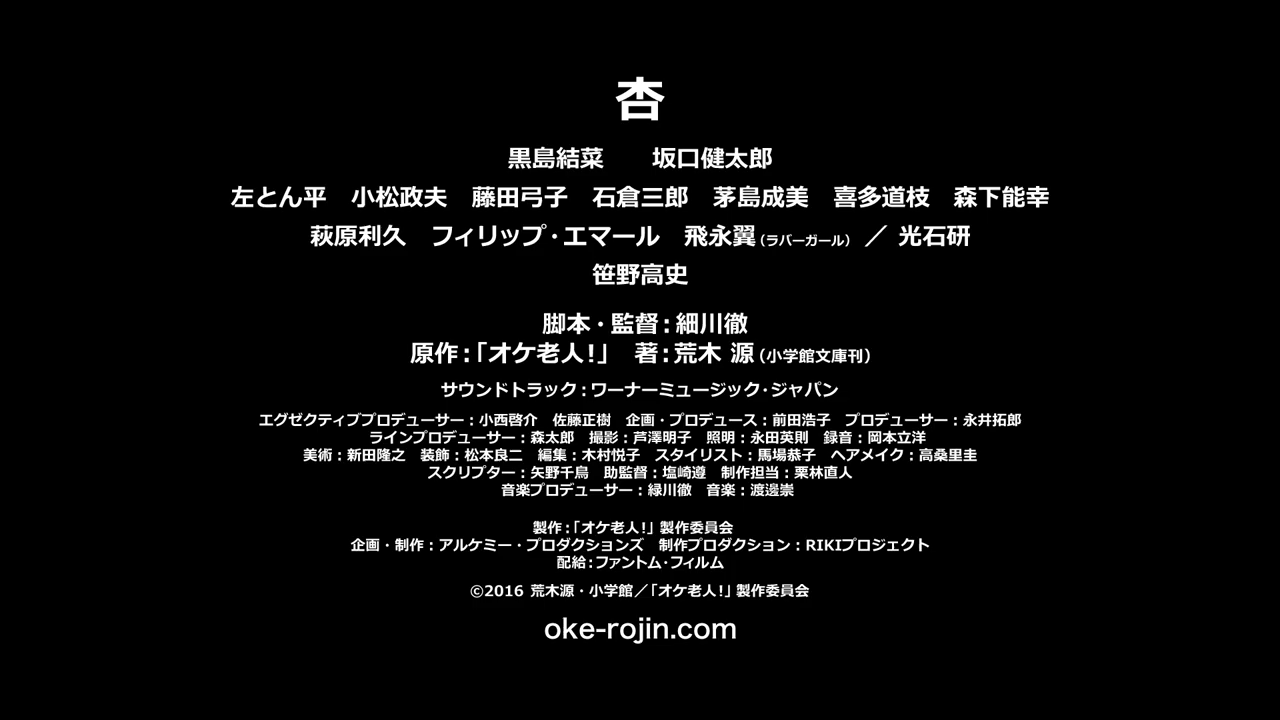 杏
黒島結菜　坂口健太郎
左とん平　小松政夫　藤田弓子　石倉三郎　茅島成美　喜多道枝　森下能幸
萩原利久　フィリップ・エマール　飛永翼（ラバーガール）　／　光石研
笹野高史
脚本・監督：細川徹
原作：「オケ老人！」　著：荒木 源（小学館文庫刊）
サウンドトラック：ワーナーミュージック・ジャパン
エグゼクティブプロデューサー：小西啓介　佐藤正樹　企画・プロデュース：前田浩子　プロデューサー：永井拓郎
ラインプロデューサー：森太郎　撮影：芦澤明子　照明：永田英則　録音：岡本立洋
美術：新田隆之　装飾：松本良二　編集：木村悦子　スタイリスト：馬場恭子　ヘアメイク：高桑里圭
スクリプター：矢野千鳥　助監督：塩崎遵　制作担当：栗林直人
音楽プロデューサー：緑川徹　音楽：渡邊崇
製作：「オケ老人！」製作委員会
企画・制作：アルケミー・プロダクションズ　制作プロダクション：RIKIプロジェクト
配給：ファントム・フィルム
©2016 荒木源・小学館／「オケ老人！」製作委員会
oke-rojin.com